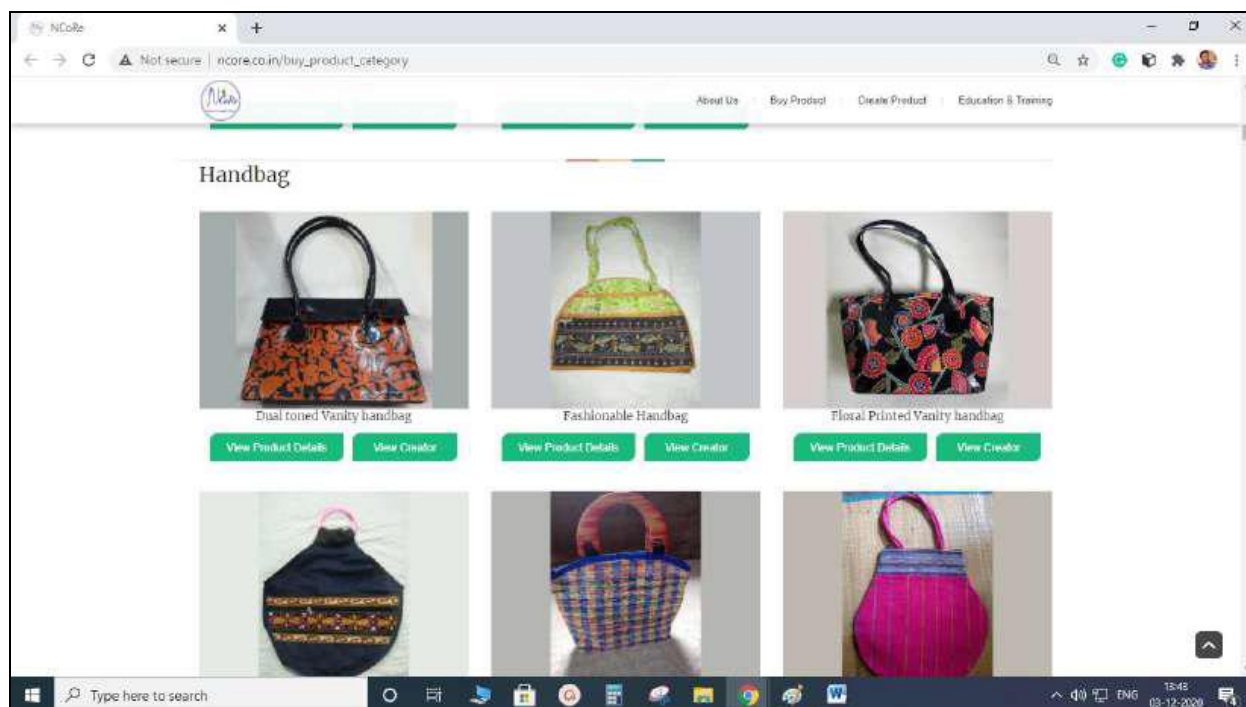 NCoRe
Not secure | ncore.co.in/buy_product_category
About Us
Buy Product
Create Product
Education & Training
Handbag
Dual toned Vanity handbag
Fashionable Handbag
Floral Printed Vanity handbag
View Product Details
View Creator
View Product Details
View Creator
View Product Details
View Creator
Type here to search
ENG
13:43
03-12-2020